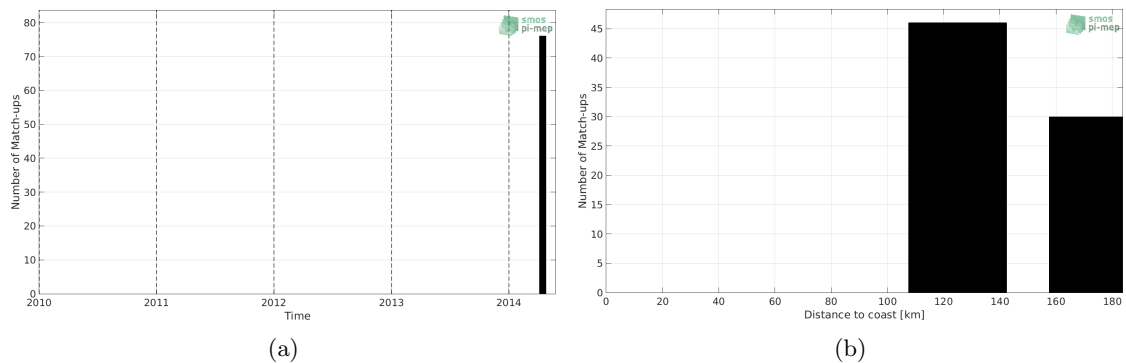 80
70
60
50
40
30
20
10
0
Number of Match-ups
2010 2011 2012 2013 2014
Time
smos
pi-mep
(a)
45
40
35
30
25
20
15
10
5
0
Number of Match-ups
0 20 40 60 80 100 120 140 160 180
Distance to coast [km]
smos
pi-mep
(b)